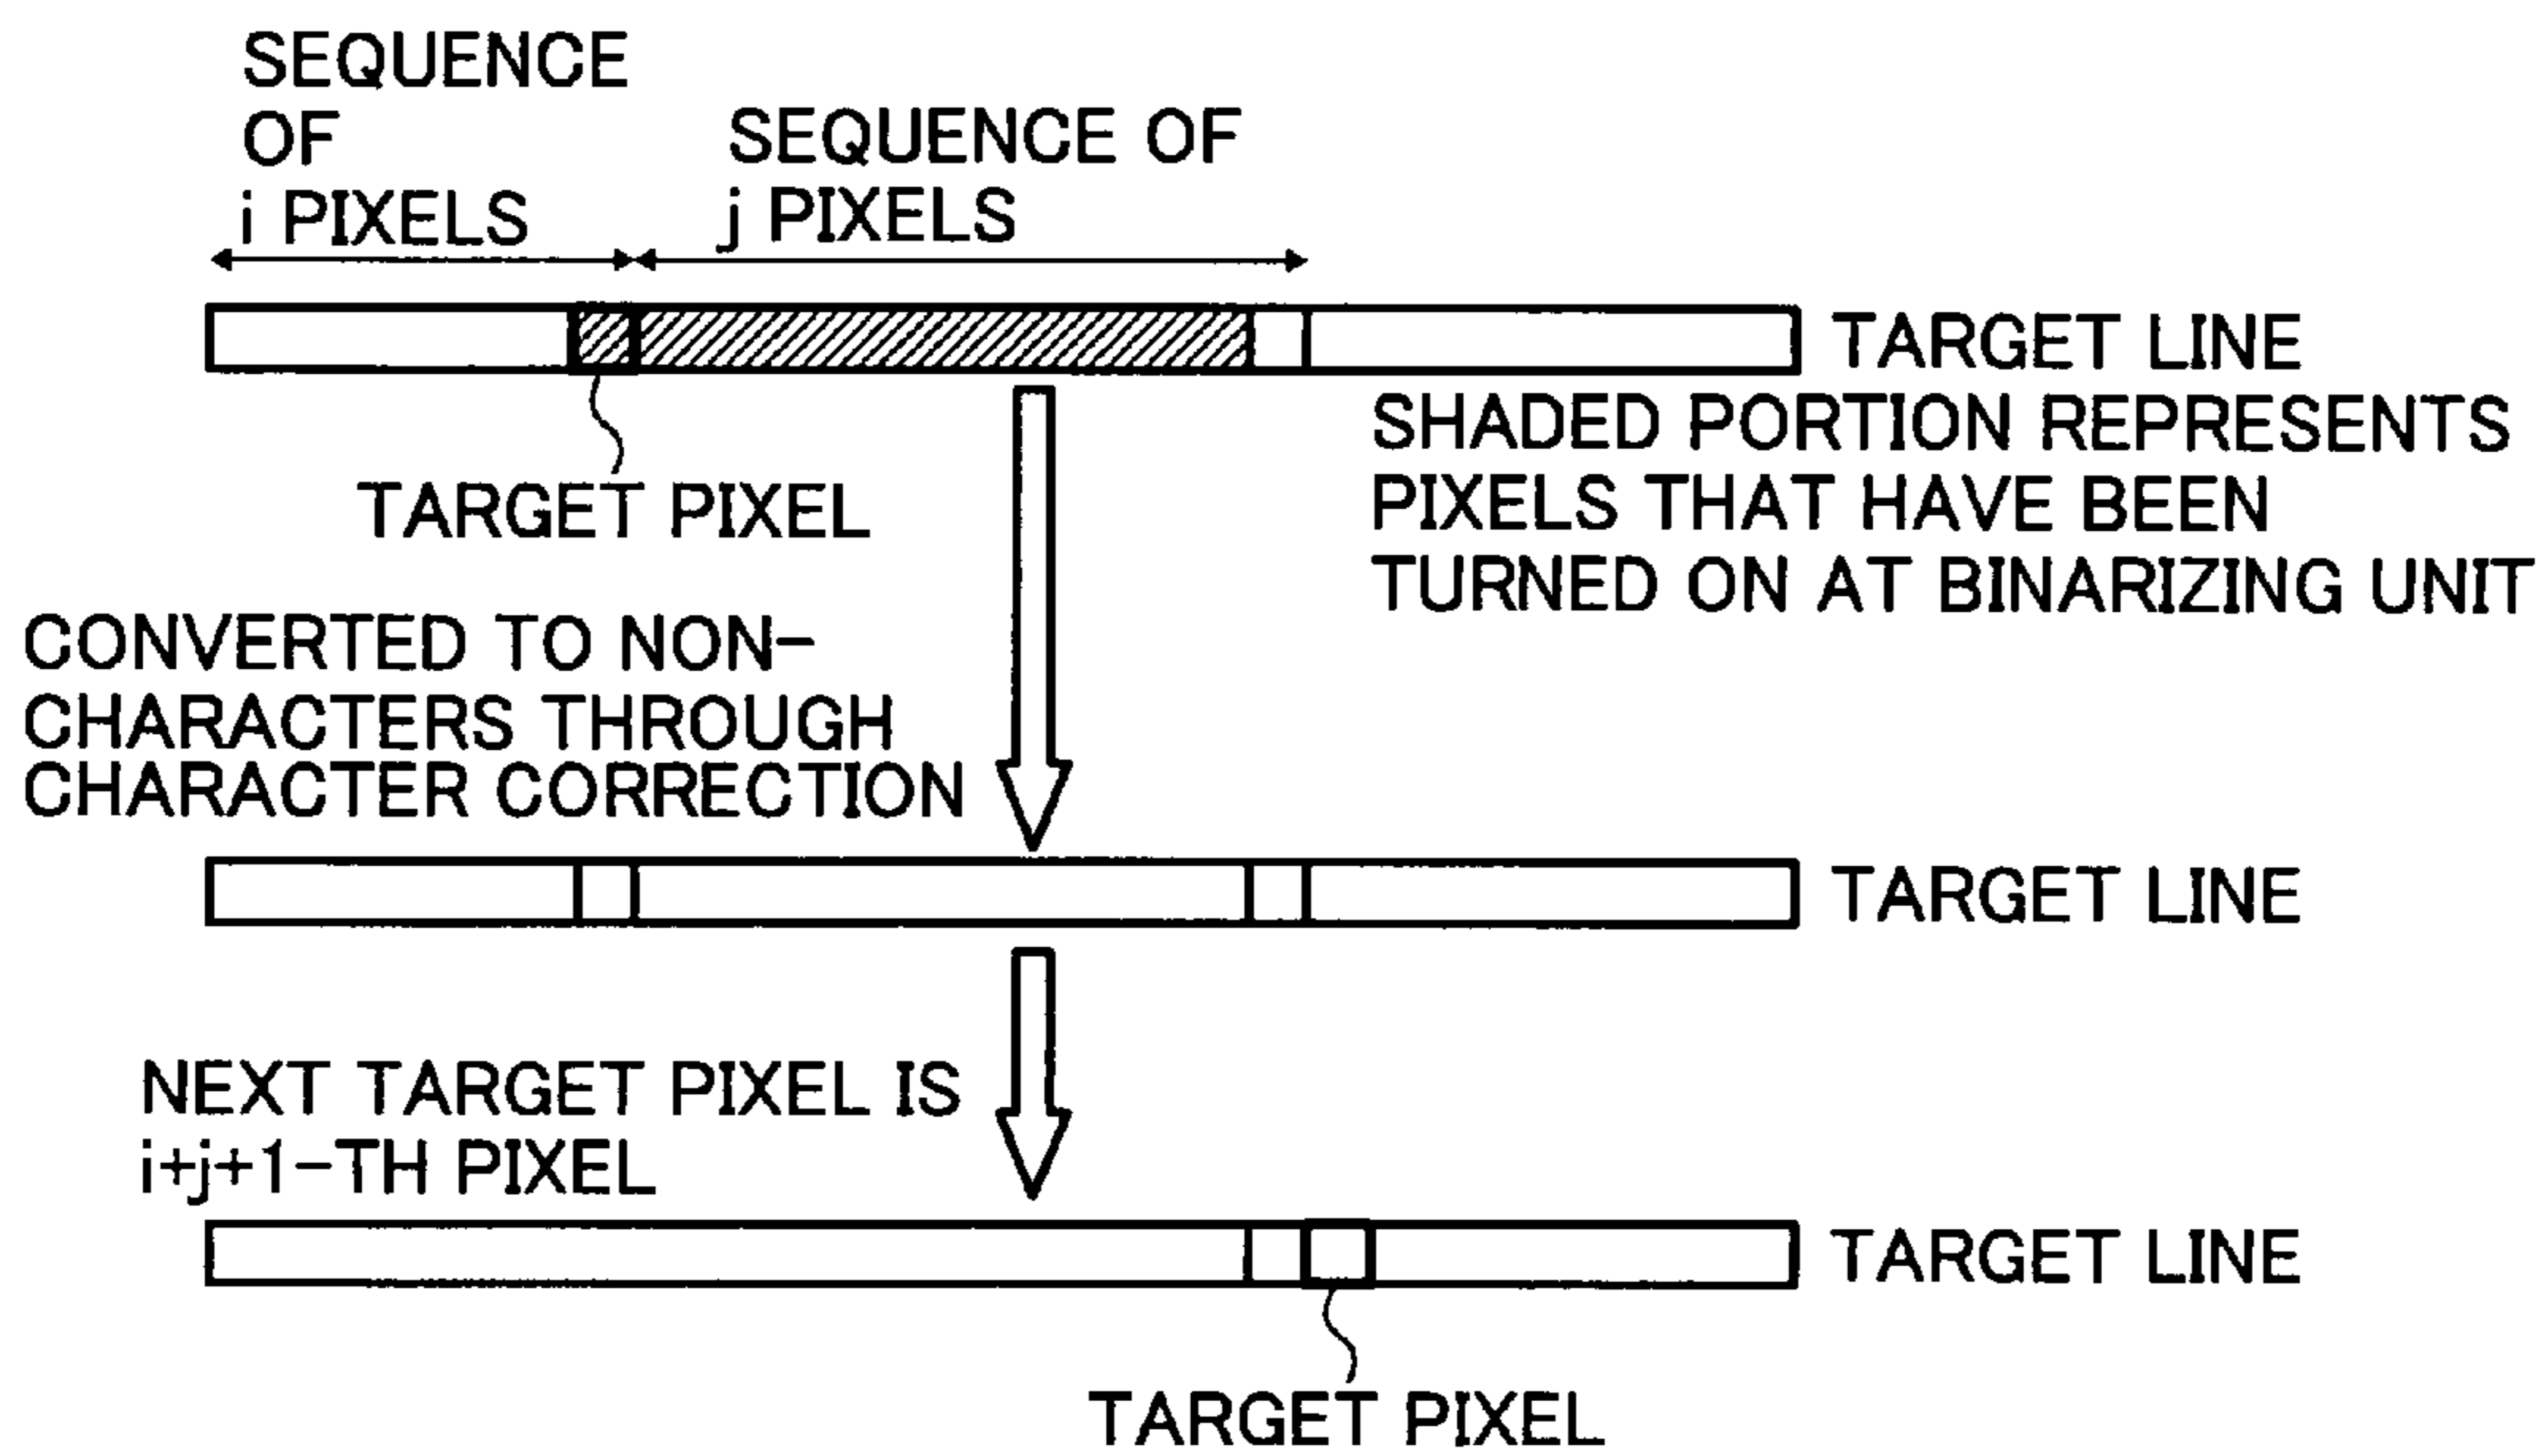 SEQUENCE
OF
i PIXELS
SEQUENCE OF
j PIXELS
TARGET LINE
SHADED PORTION REPRESENTS
PIXELS THAT HAVE BEEN
TURNED ON AT BINARIZING UNIT
TARGET PIXEL
CONVERTED TO NON-
CHARACTERS THROUGH
CHARACTER CORRECTION
TARGET LINE
NEXT TARGET PIXEL IS
i+j+1-TH PIXEL
TARGET LINE
TARGET PIXEL